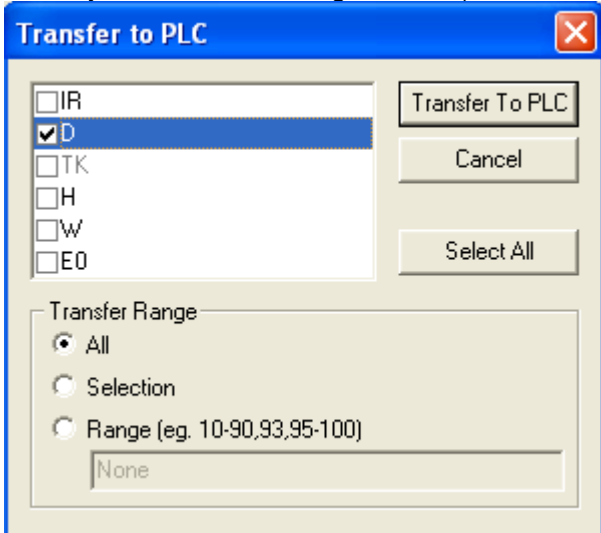 Transfer to PLC
IR
D
TK
H
W
E0
Transfer To PLC
Cancel
Select All
Transfer Range
All
Selection
Range (eg. 10-90,93,95-100)
None